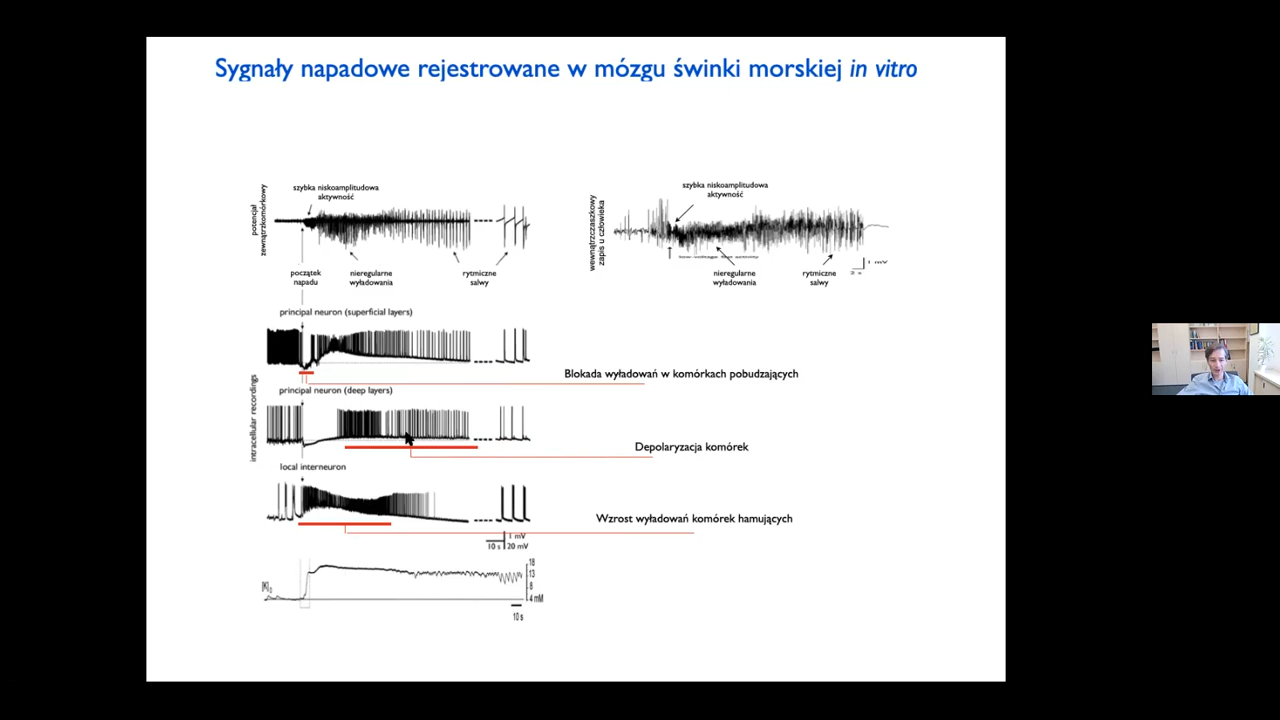 Sygnały napadowe rejestrowane w mózgu świnki morskiej in vitro
potencjał
zewnątrzkomórkowy
szybka niskoamplitudowa
aktywność
początek
napadu
nieregularne
wyładowania
rytmiczne
salwy
wewnątrzczaszkowy
zapis u człowieka
szybka niskoamplitudowa
aktywność
nieregularne
wyładowania
rytmiczne
salwy
1 mV
intracellular recordings
principal neuron (superficial layers)
Blokada wyładowań w komórkach pobudzających
principal neuron (deep layers)
Depolaryzacja komórek
local interneuron
Wzrost wyładowań komórek hamujących
1 mV
10 s 20 mV
[K]o
18
13
8
4 mM
10 s